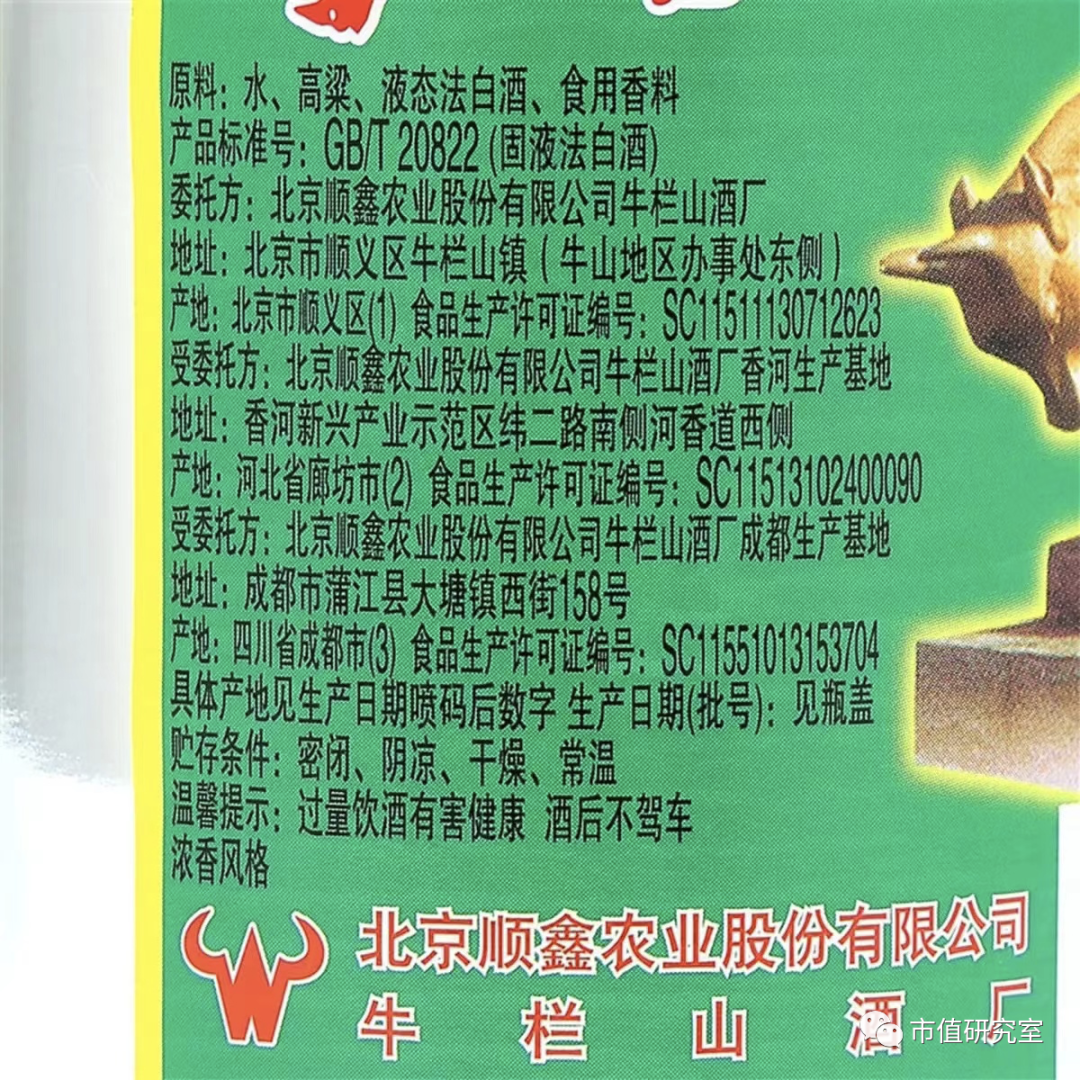 原料：水、高粱、液态法白酒、食用香料
产品标准号：GB/T 20822 (固液法白酒)
委托方：北京顺鑫农业股份有限公司牛栏山酒厂
地址：北京市顺义区牛栏山镇（牛山地区办事处东侧）
产地：北京市顺义区(1) 食品生产许可证编号：SC11511130712623
受委托方：北京顺鑫农业股份有限公司牛栏山酒厂香河生产基地
地址：香河新兴产业示范区纬二路南侧河香道西侧
产地：河北省廊坊市(2) 食品生产许可证编号：SC11513102400090
受委托方：北京顺鑫农业股份有限公司牛栏山酒厂成都生产基地
地址：成都市蒲江县大塘镇西街158号
产地：四川省成都市(3) 食品生产许可证编号：SC11551013153704
具体产地见生产日期喷码后数字 生产日期(批号)：见瓶盖
贮存条件：密闭、阴凉、干燥、常温
温馨提示：过量饮酒有害健康 酒后不驾车
浓香风格
北京顺鑫农业股份有限公司
牛栏山酒厂
市值研究室